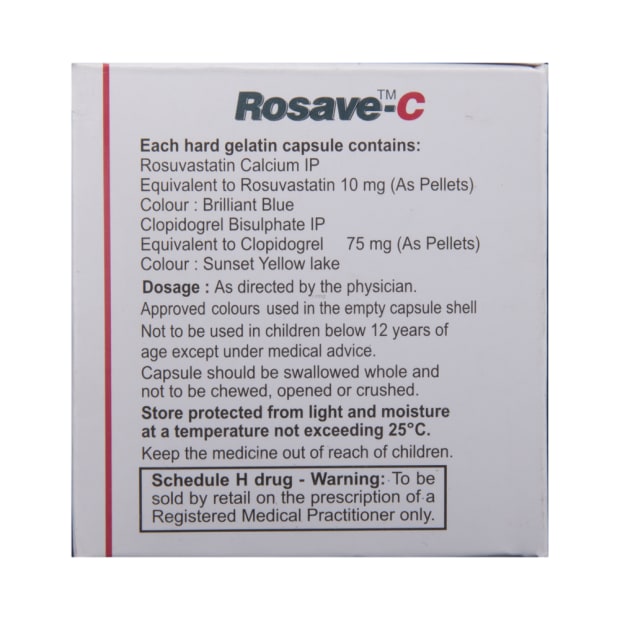 Rosave-C™
Each hard gelatin capsule contains:
Rosuvastatin Calcium IP
Equivalent to Rosuvastatin 10 mg (As Pellets)
Colour : Brilliant Blue
Clopidogrel Bisulphate IP
Equivalent to Clopidogrel 75 mg (As Pellets)
Colour : Sunset Yellow lake
Dosage : As directed by the physician.
Approved colours used in the empty capsule shell
Not to be used in children below 12 years of
age except under medical advice.
Capsule should be swallowed whole and
not to be chewed, opened or crushed.
Store protected from light and moisture
at a temperature not exceeding 25°C.
Keep the medicine out of reach of children.
Schedule H drug - Warning: To be
sold by retail on the prescription of a
Registered Medical Practitioner only.